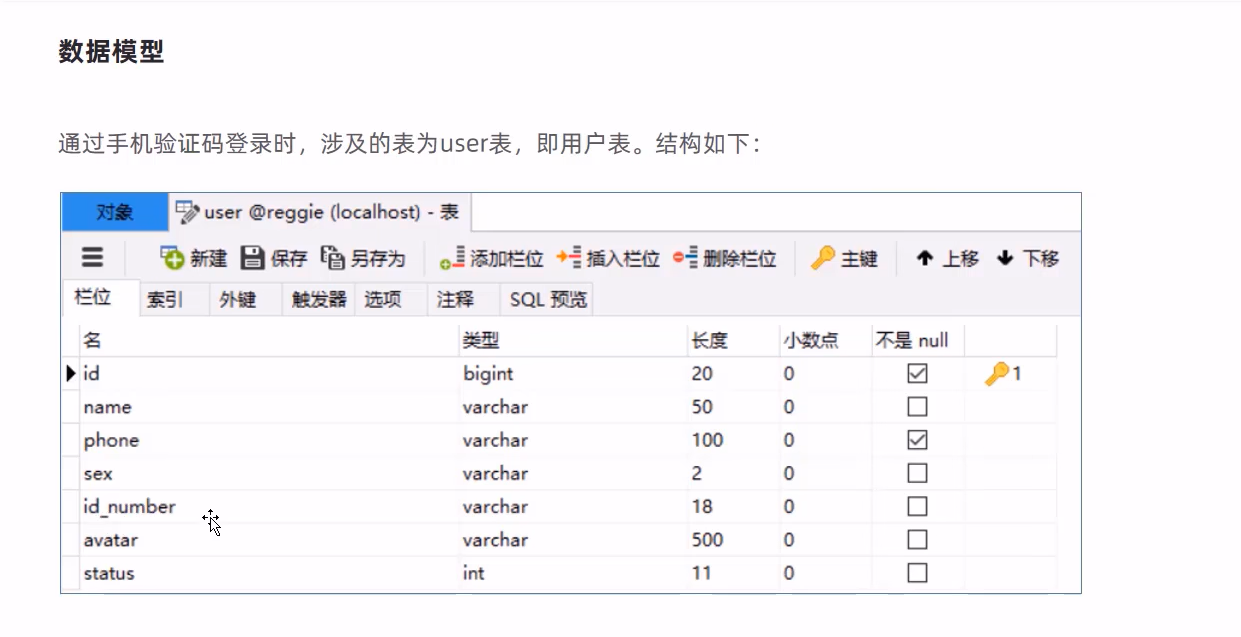 数据模型
通过手机验证码登录时，涉及的表为user表，即用户表。结构如下：
对象 user @reggie (localhost) - 表
新建 保存 另存为 添加栏位 插入栏位 删除栏位 主键 上移 下移
栏位 索引 外键 触发器 选项 注释 SQL 预览
名 类型 长度 小数点 不是 null
id bigint 20 0 1
name varchar 50 0
phone varchar 100 0
sex varchar 2 0
id_number varchar 18 0
avatar varchar 500 0
status int 11 0